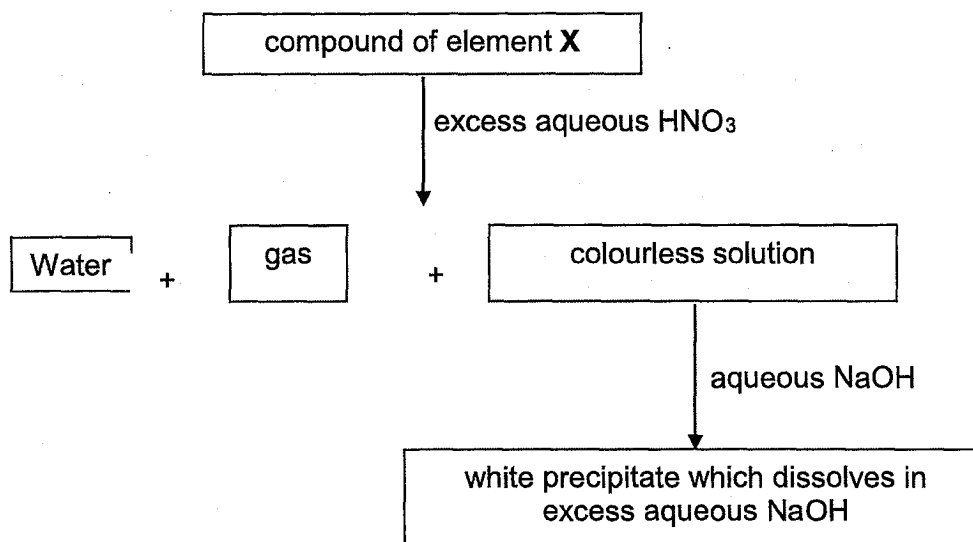 compound of element X
excess aqueous HNO₃
Water + gas + colourless solution
aqueous NaOH
white precipitate which dissolves in
excess aqueous NaOH